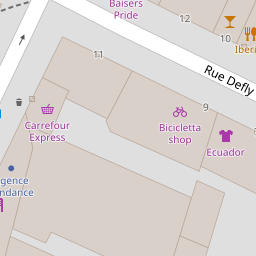 Baisers
Pride
12
10
Iberi
11
Rue Defly
9
Carrefour
Express
Bicicletta
shop
Ecuador
gence
ndance